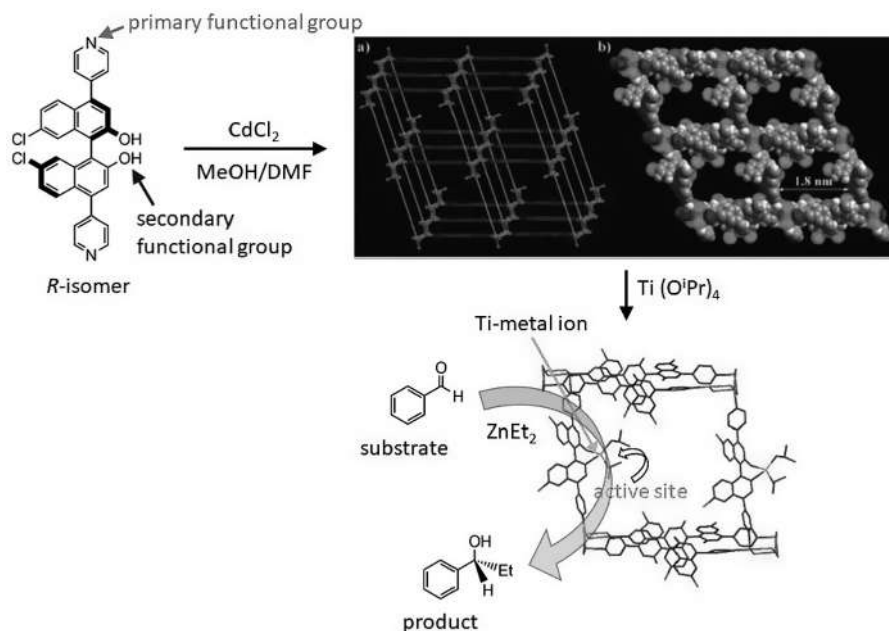 primary functional group
N
Cl
OH
Cl
OH
N
secondary
functional group
R-isomer
CdCl₂
MeOH/DMF
a)
b)
1.8 nm
Ti (OⁱPr)₄
Ti-metal ion
O
H
substrate
ZnEt₂
active site
OH
Et
H
product